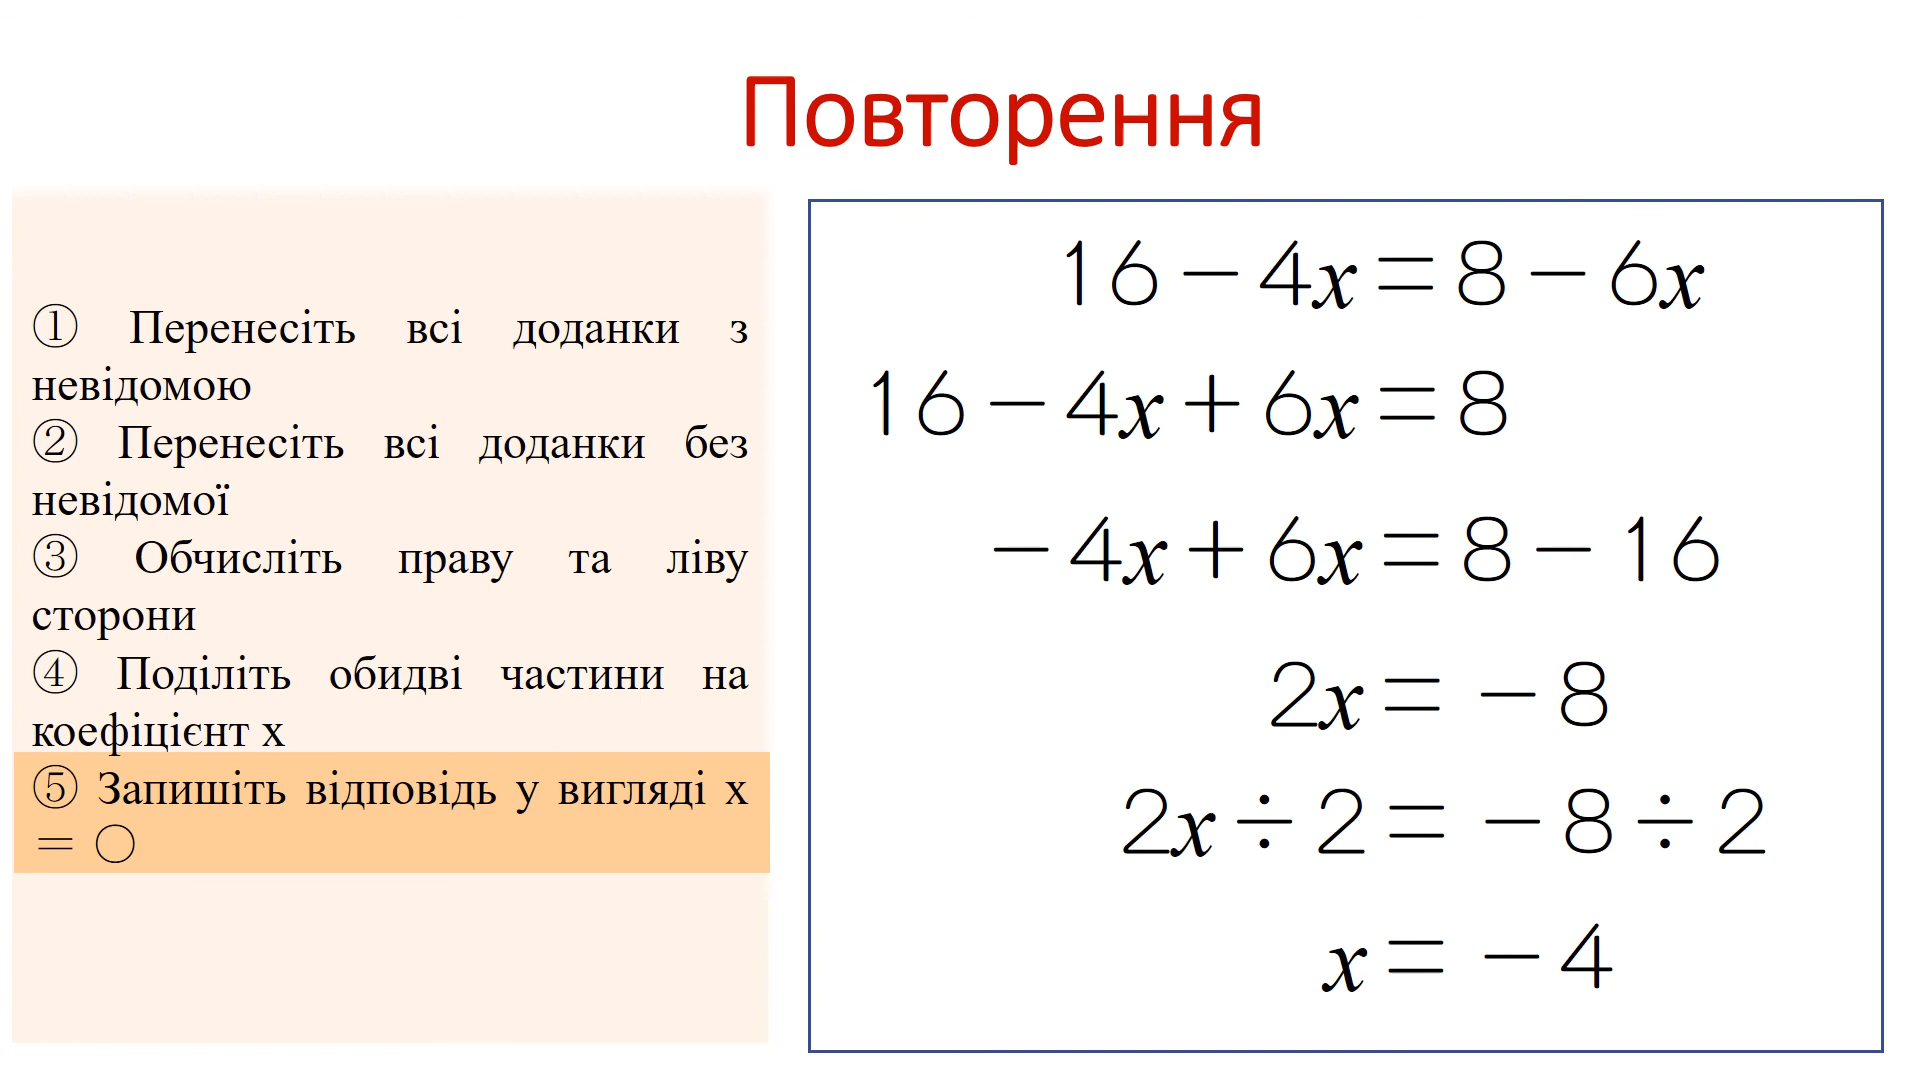 Повторення
① Перенесіть всі доданки з
невідомою
② Перенесіть всі доданки без
невідомої
③ Обчисліть праву та ліву
сторони
④ Поділіть обидві частини на
коефіцієнт х
⑤ Запишіть відповідь у вигляді х
= ○
16－4x＝8－6x
16－4x＋6x＝8
－4x＋6x＝8－16
2x＝－8
2x÷2＝－8÷2
x＝－4